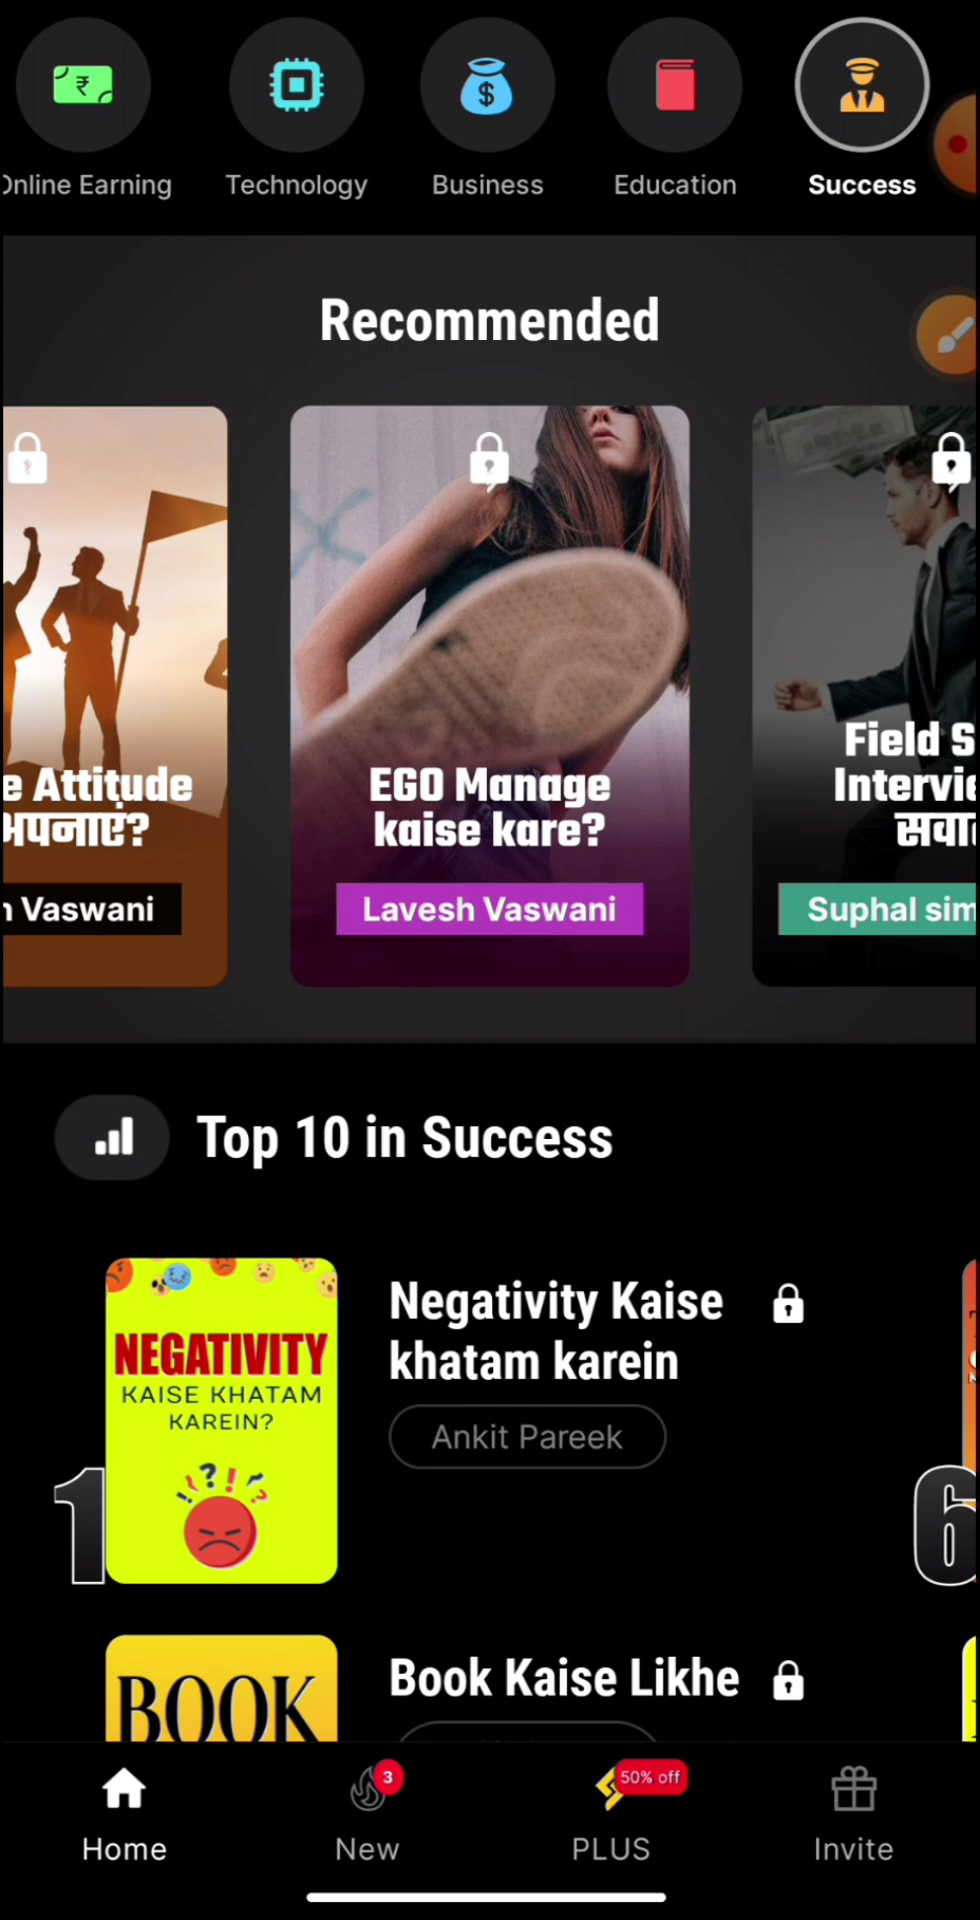 Online Earning
Technology
Business
Education
Success
Recommended
e Attitude
अपनाएं?
Vaswani
EGO Manage
kaise kare?
Lavesh Vaswani
Field S
Intervie
सवा
Suphal sim
Top 10 in Success
1
NEGATIVITY
KAISE KHATAM
KAREIN?
Negativity Kaise
khatam karein
Ankit Pareek
6
BOOK
Book Kaise Likhe
Home
3
New
50% off
PLUS
Invite